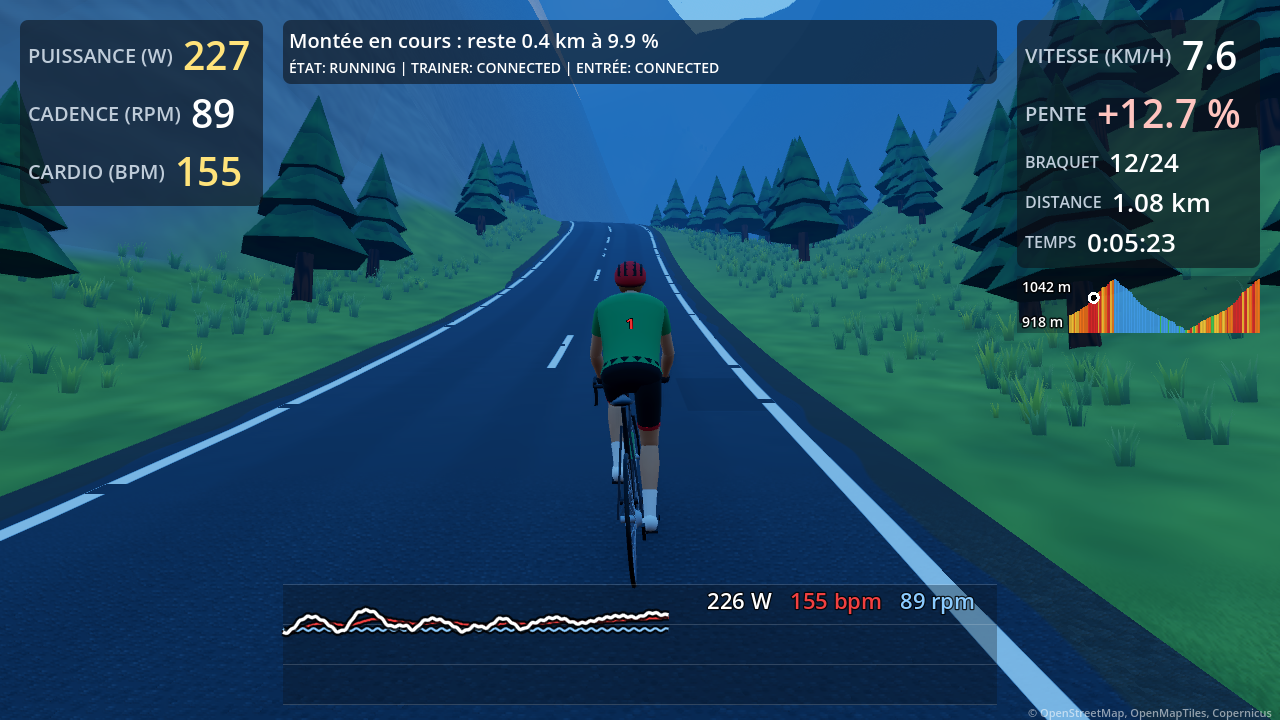 PUISSANCE (W) 227
CADENCE (RPM) 89
CARDIO (BPM) 155
Montée en cours : reste 0.4 km à 9.9 %
ÉTAT: RUNNING | TRAINER: CONNECTED | ENTRÉE: CONNECTED
VITESSE (KM/H) 7.6
PENTE +12.7 %
BRAQUET 12/24
DISTANCE 1.08 km
TEMPS 0:05:23
1042 m
918 m
1
226 W 155 bpm 89 rpm
© OpenStreetMap, OpenMapTiles, Copernicus